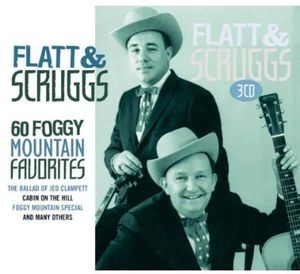 FLATT &
SCRUGGS
FLATT &
SCRUGGS
3CD
60 FOGGY
MOUNTAIN
FAVORITES
THE BALLAD OF JED CLAMPETT
CABIN ON THE HILL
FOGGY MOUNTAIN SPECIAL
AND MANY OTHERS